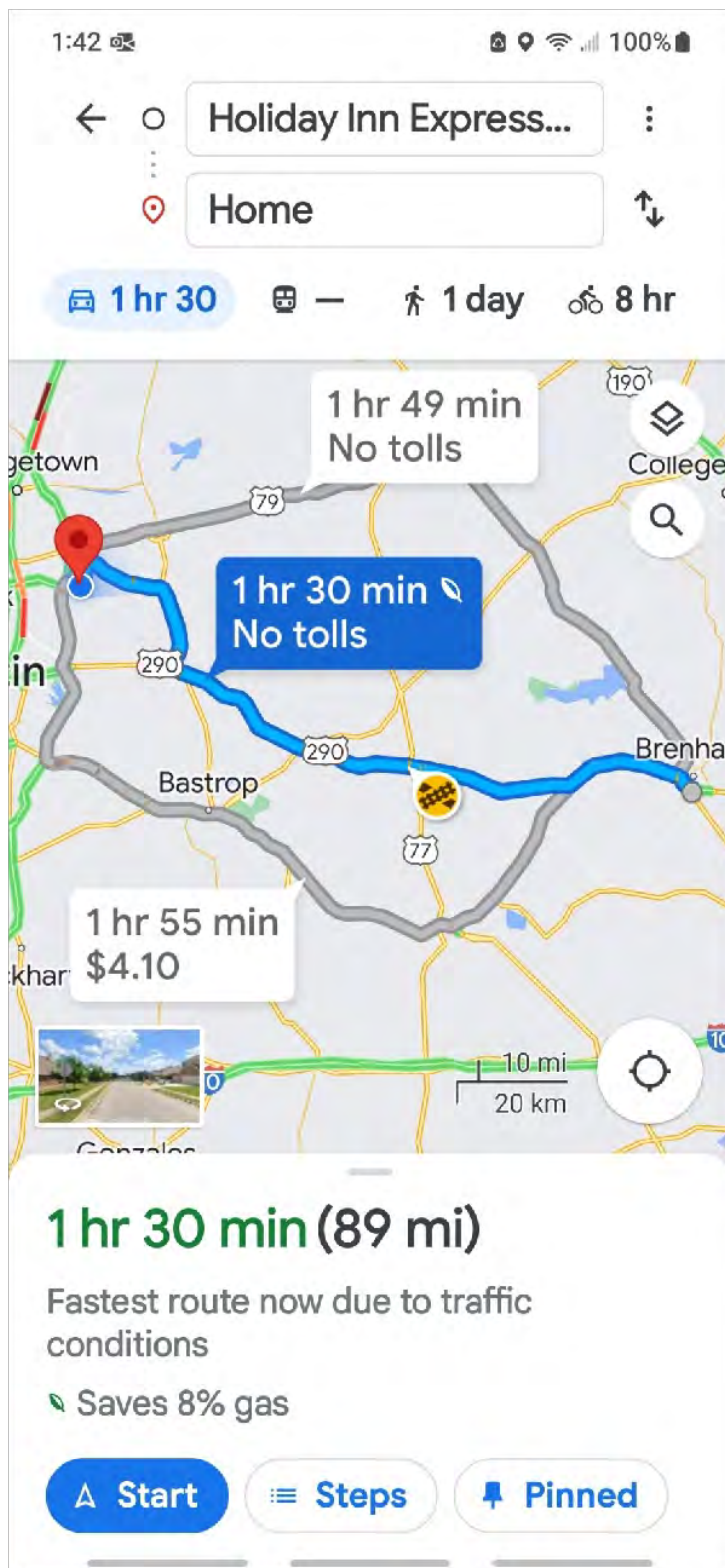 1:42
100%
Holiday Inn Express...
Home
1 hr 30
—
1 day
8 hr
190
1 hr 49 min
No tolls
getown
College
79
1 hr 30 min
No tolls
290
in
290
Brenha
Bastrop
77
1 hr 55 min
$4.10
khar
10
0
10 mi
20 km
Gonzales
1 hr 30 min (89 mi)
Fastest route now due to traffic
conditions
Saves 8% gas
Start
Steps
Pinned